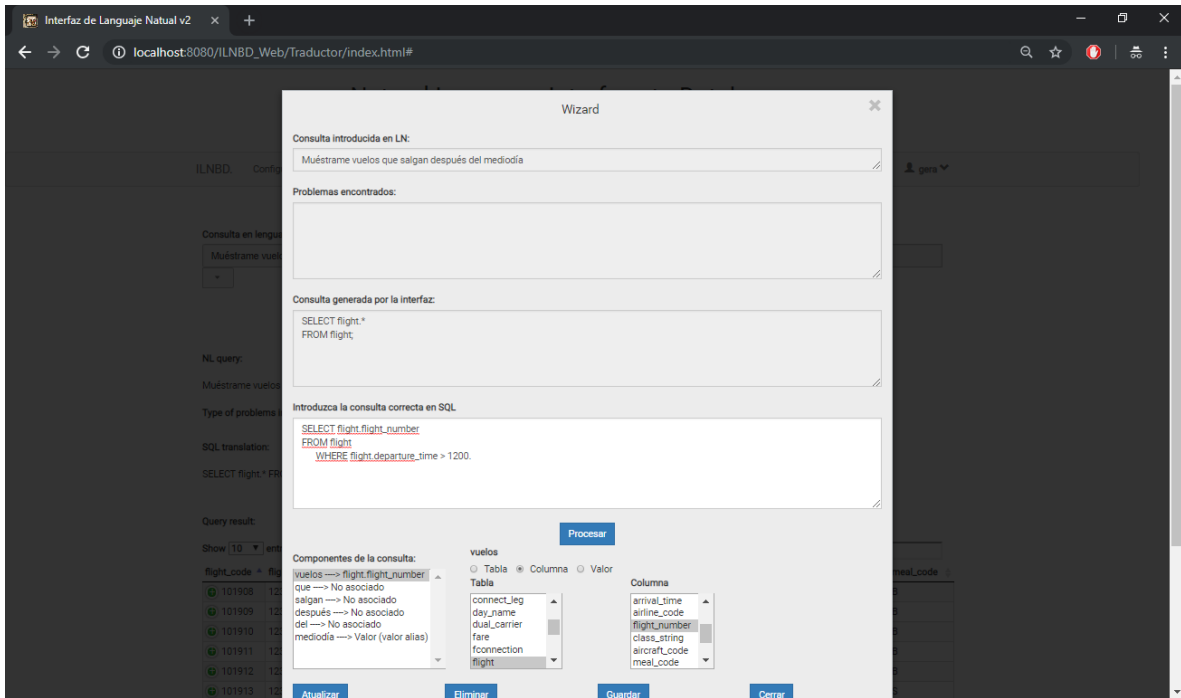 Interfaz de Languaje Natual v2
localhost:8080/ILNBD_Web/Traductor/index.html#
Wizard
Consulta introducida en LN:
Muéstrame vuelos que salgan después del mediodía
ILNBD.
gera
Problemas encontrados:
Consulta en
Muéstrame
Consulta generada por la interfaz:
SELECT flight.*
FROM flight;
NL query:
Muéstrame vuelos
Type of problems
Introduzca la consulta correcta en SQL
SELECT flight.flight_number
FROM flight
WHERE flight.departure_time > 1200.
SQL translation:
SELECT flight.*
Query result:
Procesar
Show 10
Componentes de la consulta:
vuelos ---> flight.flight_number
que ---> No asociado
salgan ---> No asociado
después ---> No asociado
del ---> No asociado
mediodía ---> Valor (valor alias)
vuelos
Tabla Columna Valor
Tabla
connect_leg
day_name
dual_carrier
fare
fconnection
flight
Columna
arrival_time
airline_code
flight_number
class_string
aircraft_code
meal_code
flight_code
meal_code
101908
101909
101910
101911
101912
101913
Atualizar Eliminar Guardar Cerrar